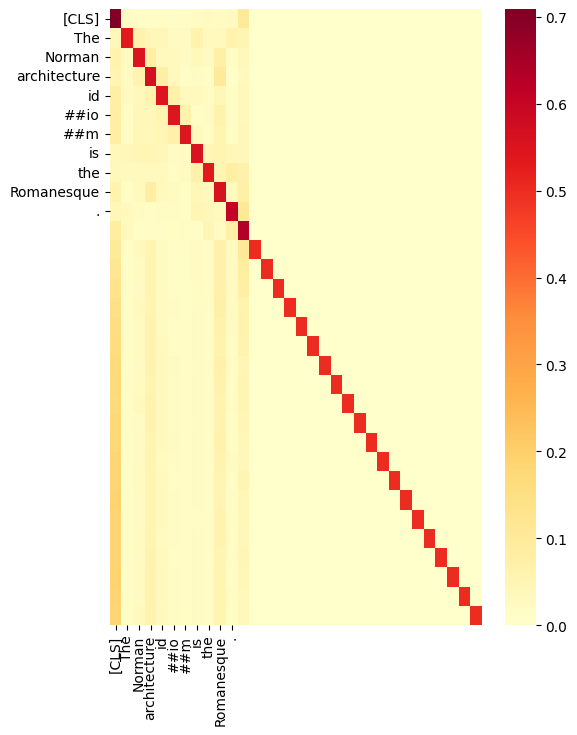 [CLS]
The
Norman
architecture
id
##io
##m
is
the
Romanesque
.
[CLS]
The
Norman
architecture
id
##io
##m
is
the
Romanesque
.
0.7
0.6
0.5
0.4
0.3
0.2
0.1
0.0